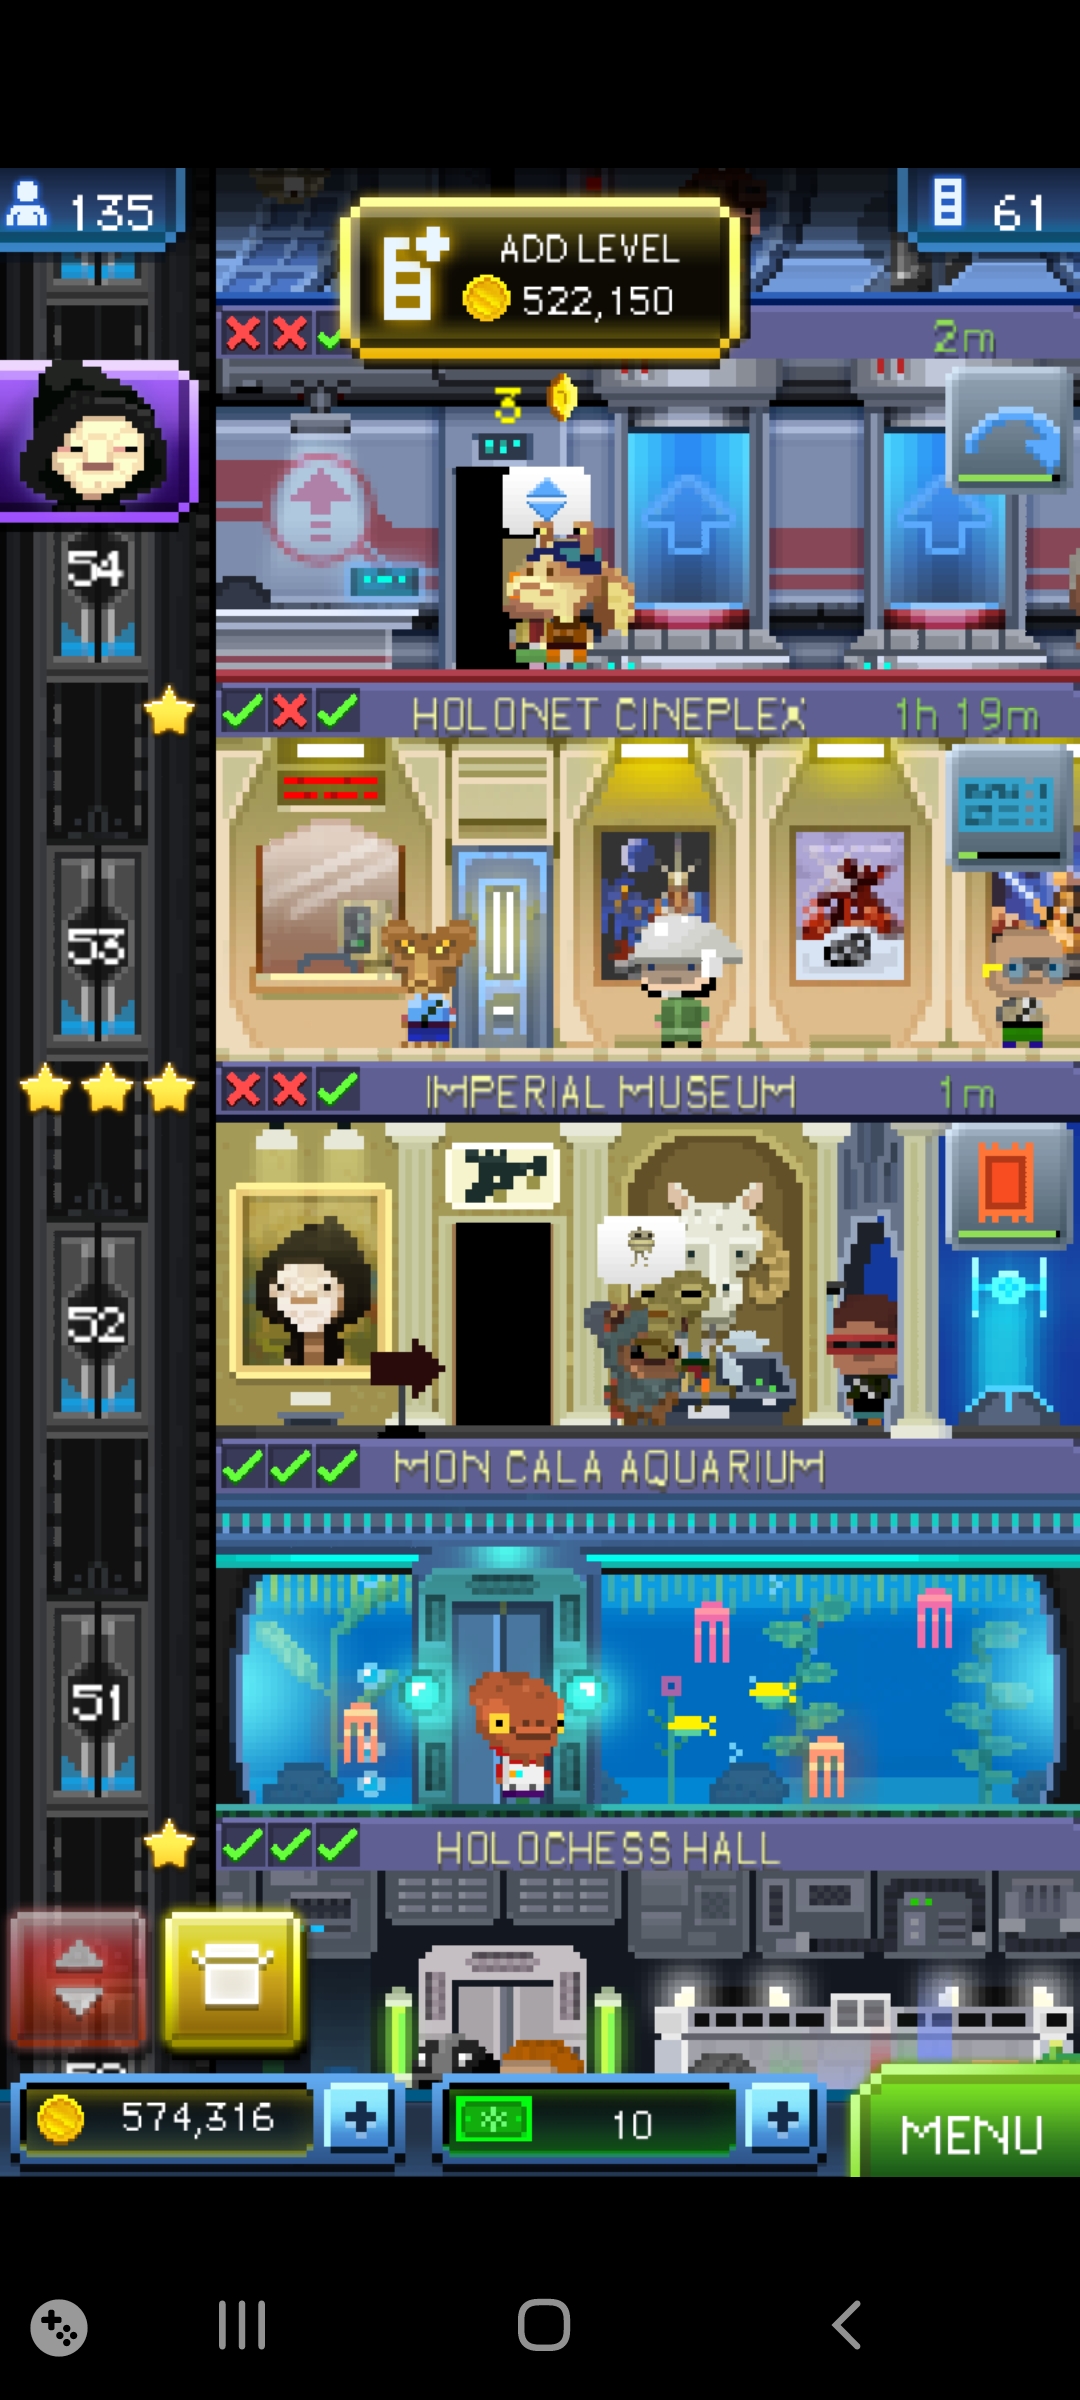 135
61
ADD LEVEL
522,150
2m
3
54
HOLONET CINEPLEX
1h 19m
53
IMPERIAL MUSEUM
1m
52
MON CALA AQUARIUM
51
HOLOCHESS HALL
574,316
10
MENU